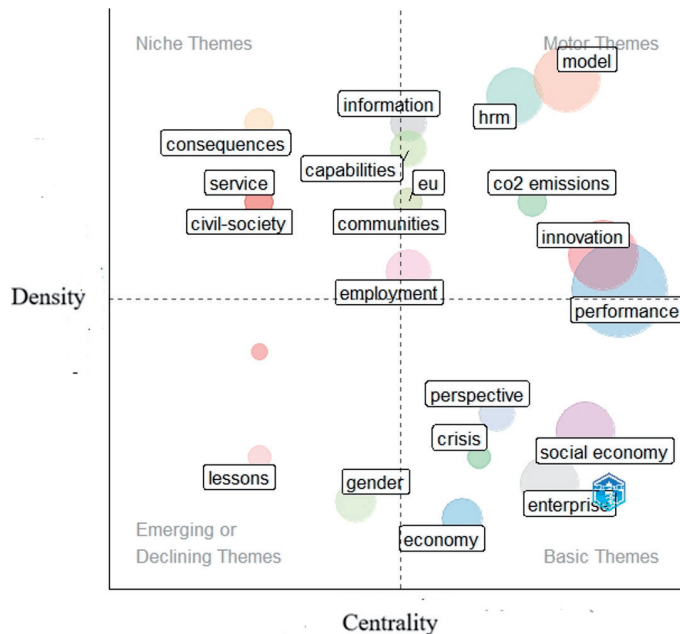 Niche Themes
Motor Themes
model
information
hrm
consequences
capabilities
service
eu
co2 emissions
civil-society
communities
innovation
employment
Density
performance
perspective
crisis
social economy
lessons
gender
enterprise
economy
Emerging or
Declining Themes
Basic Themes
Centrality